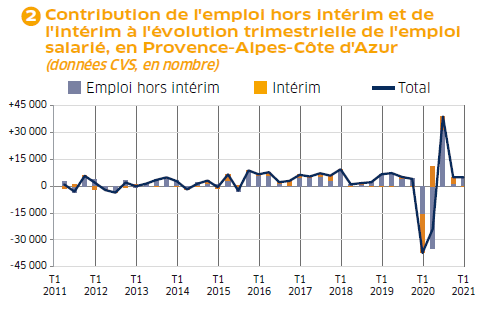 2 Contribution de l'emploi hors intérim et de
l'intérim à l'évolution trimestrielle de l'emploi
salarié, en Provence-Alpes-Côte d'Azur
(données CVS, en nombre)
Emploi hors intérim Intérim Total
+45 000
+30 000
+15 000
0
-15 000
-30 000
-45 000
T1 T1 T1 T1 T1 T1 T1 T1 T1 T1 T1
2011 2012 2013 2014 2015 2016 2017 2018 2019 2020 2021